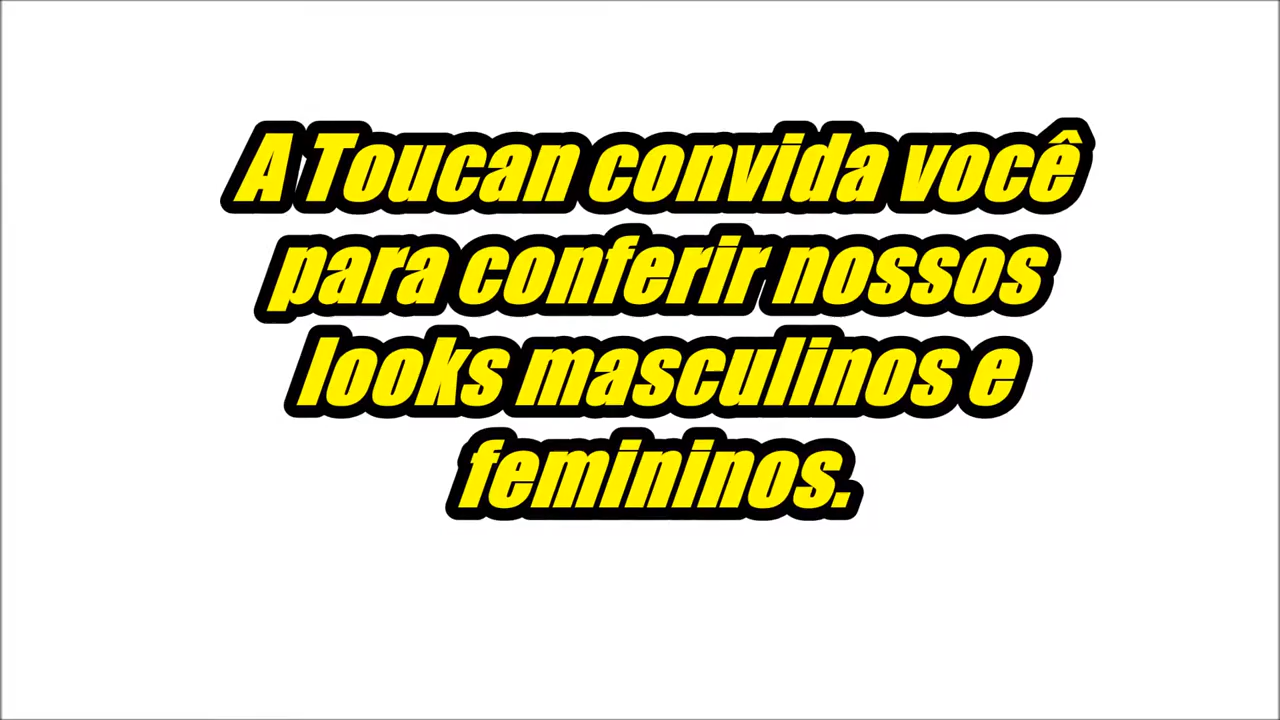 A Toucan convida você
para conferir nossos
looks masculinos e
femininos.